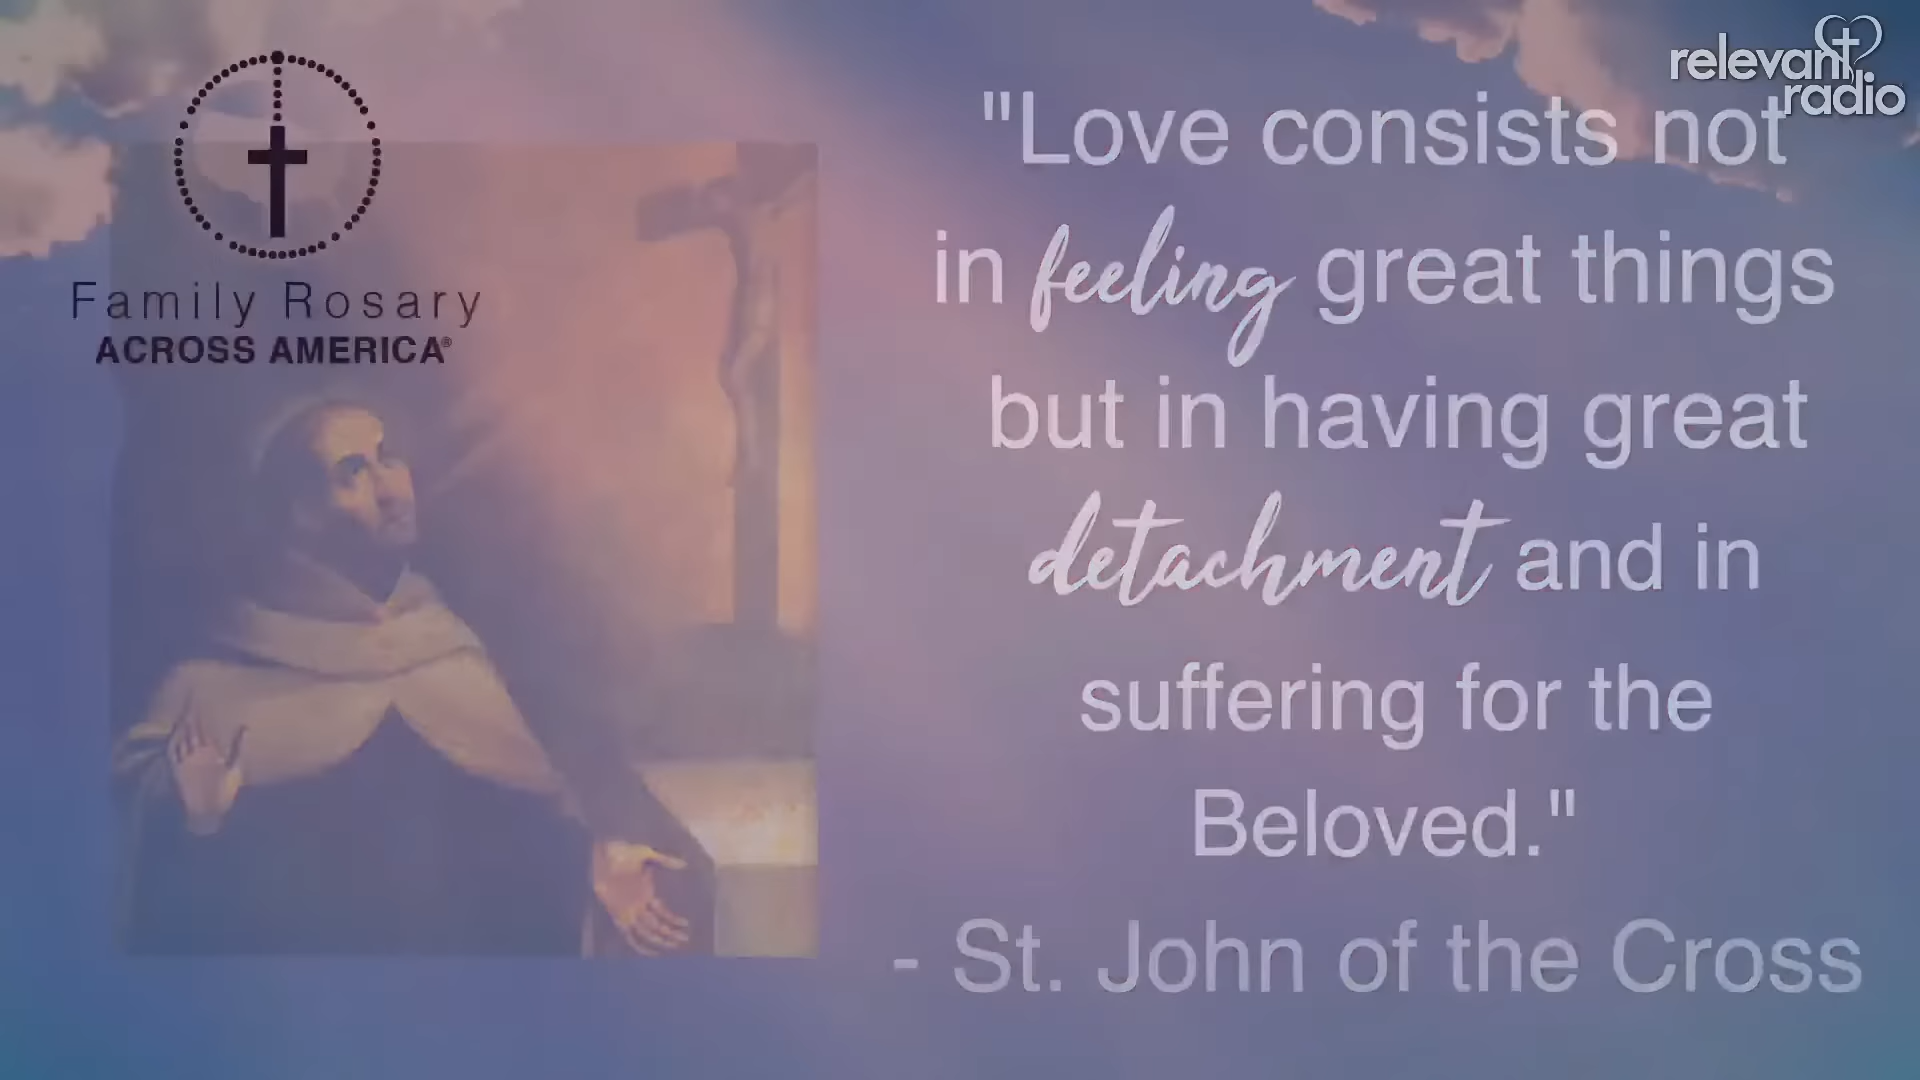 Family Rosary
ACROSS AMERICA®
relevant
radio
"Love consists not
in feeling great things
but in having great
detachment and in
suffering for the
Beloved."
- St. John of the Cross